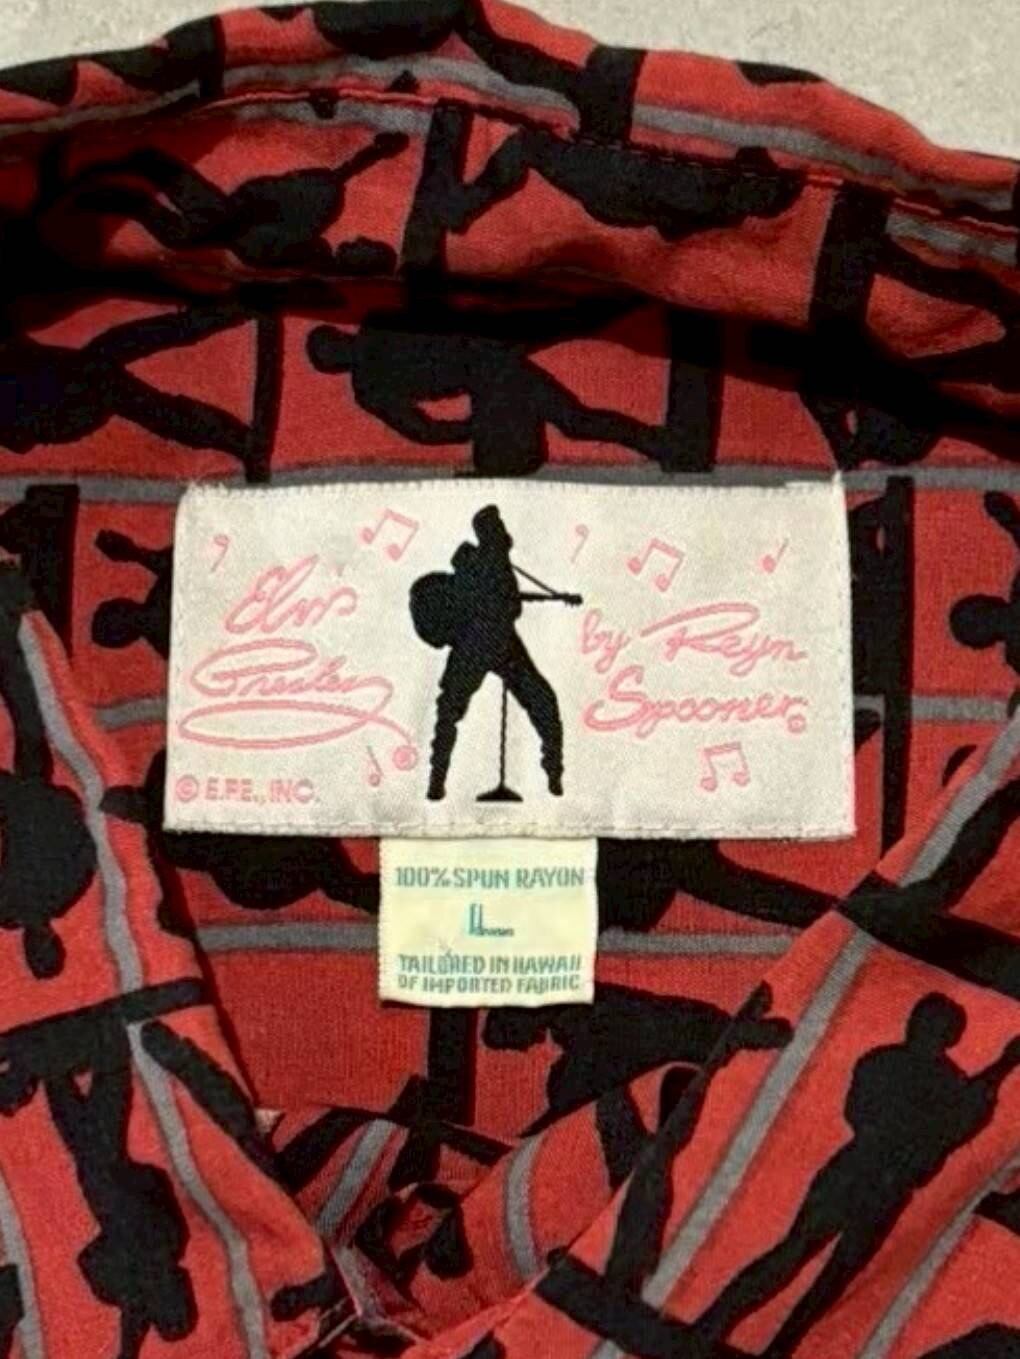 Elvis
Presley
by Reyn
Spooner
© E.P.E., INC.
100% SPUN RAYON
L
TAILORED IN HAWAII
OF IMPORTED FABRIC